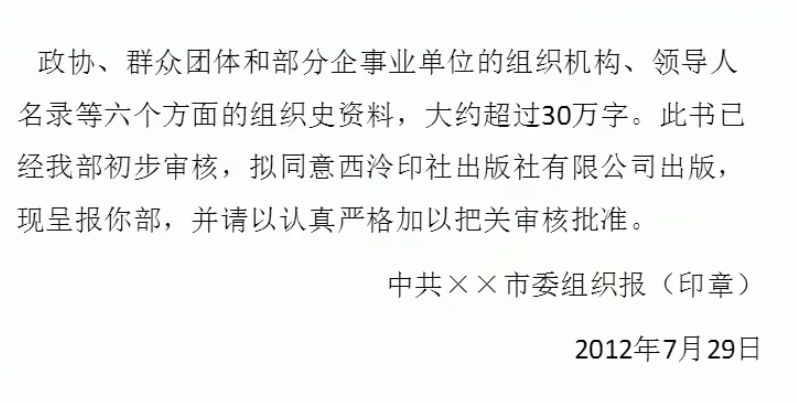 政协、群众团体和部分企事业单位的组织机构、领导人
名录等六个方面的组织史资料，大约超过30万字。此书已
经我部初步审核，拟同意西泠印社出版社有限公司出版，
现呈报你部，并请以认真严格加以把关审核批准。
中共××市委组织报（印章）
2012年7月29日